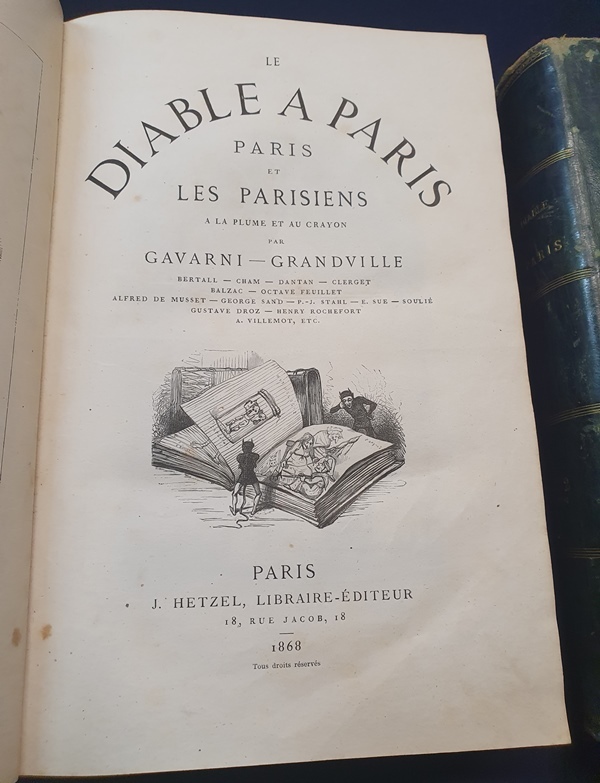 LE
DIABLE A PARIS
PARIS
ET
LES PARISIENS
A LA PLUME ET AU CRAYON
PAR
GAVARNI — GRANDVILLE
BERTALL — CHAM — DANTAN — CLERGET
BALZAC — OCTAVE FEUILLET
ALFRED DE MUSSET — GEORGE SAND — P.-J. STAHL — E. SUE — SOULIÉ
GUSTAVE DROZ — HENRY ROCHEFORT
A. VILLEMOT, ETC.
PARIS
J. HETZEL, LIBRAIRE-ÉDITEUR
18, RUE JACOB, 18
1868
Tous droits réservés
PARIS